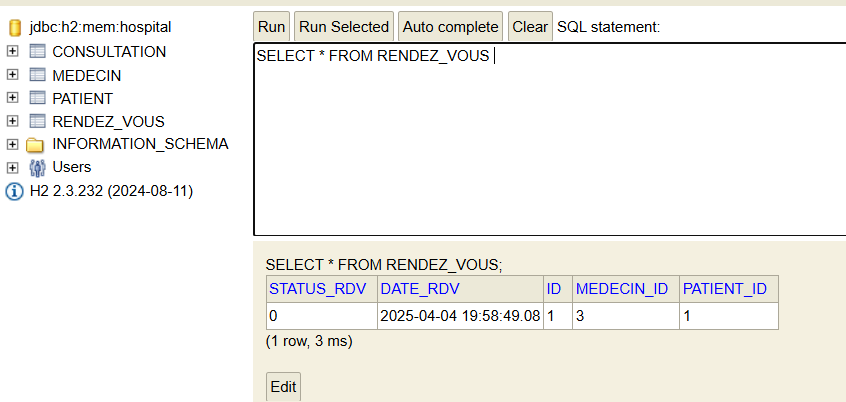 jdbc:h2:mem:hospital
CONSULTATION
MEDECIN
PATIENT
RENDEZ_VOUS
INFORMATION_SCHEMA
Users
H2 2.3.232 (2024-08-11)
Run Run Selected Auto complete Clear SQL statement:
SELECT * FROM RENDEZ_VOUS
SELECT * FROM RENDEZ_VOUS;
STATUS_RDV DATE_RDV ID MEDECIN_ID PATIENT_ID
0 2025-04-04 19:58:49.08 1 3 1
(1 row, 3 ms)
Edit